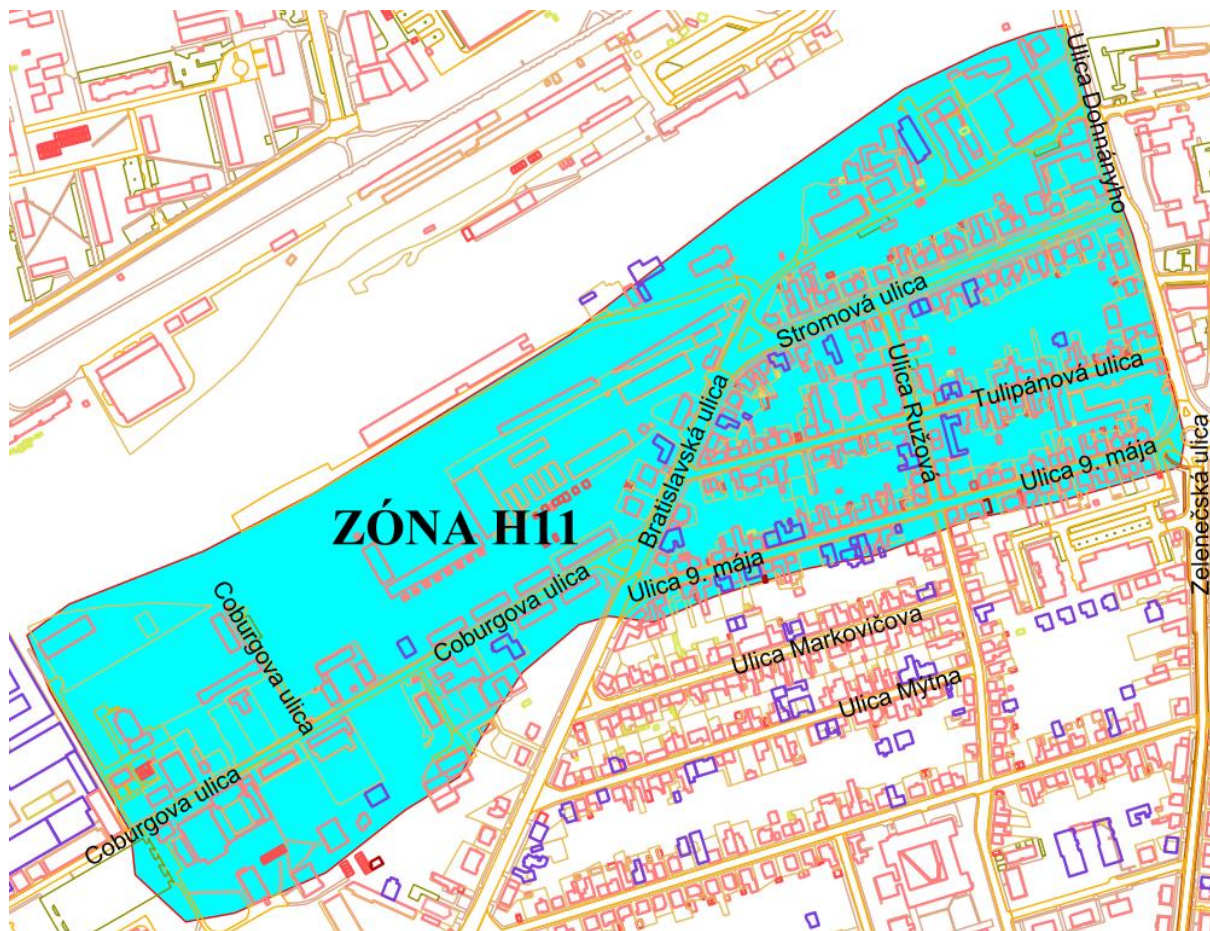 Ulica Dohnányho
Stromová ulica
Ulica Ružová
Tulipánová ulica
Bratislavská ulica
Ulica 9. mája
Zelenečská ulica
ZÓNA H11
Ulica 9. mája
Coburgova ulica
Coburgova ulica
Ulica Markovičova
Ulica Mýtna
Coburgova ulica